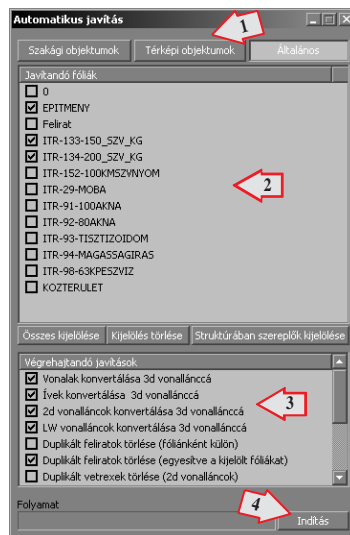 Automatikus javítás
1
Szakági objektumok Térképi objektumok Általános
Javítandó fóliák
0
EPITMENY
Felirat
ITR-133-150_SZV_KG
ITR-134-200_SZV_KG
ITR-152-100KMSZVNYOM
ITR-29-MOBA
2
ITR-91-100AKNA
ITR-92-80AKNA
ITR-93-TISZTIZOIDOM
ITR-94-MAGASSAGIRAS
ITR-98-63KPESZVIZ
KOZTERULET
Összes kijelölése Kijelölés törlése Struktúrában szereplők kijelölése
Végrehajtandó javítások
Vonalak konvertálása 3d vonallánccá
Ívek konvertálása 3d vonallánccá
3
2d vonalláncok konvertálása 3d vonallánccá
LW vonalláncok konvertálása 3d vonallánccá
Duplikált feliratok törlése (fóliánként külön)
Duplikált feliratok törlése (egyesítve a kijelölt fóliákat)
Duplikált vetrexek törlése (2d vonalláncok)
4
Folyamat
Indítás